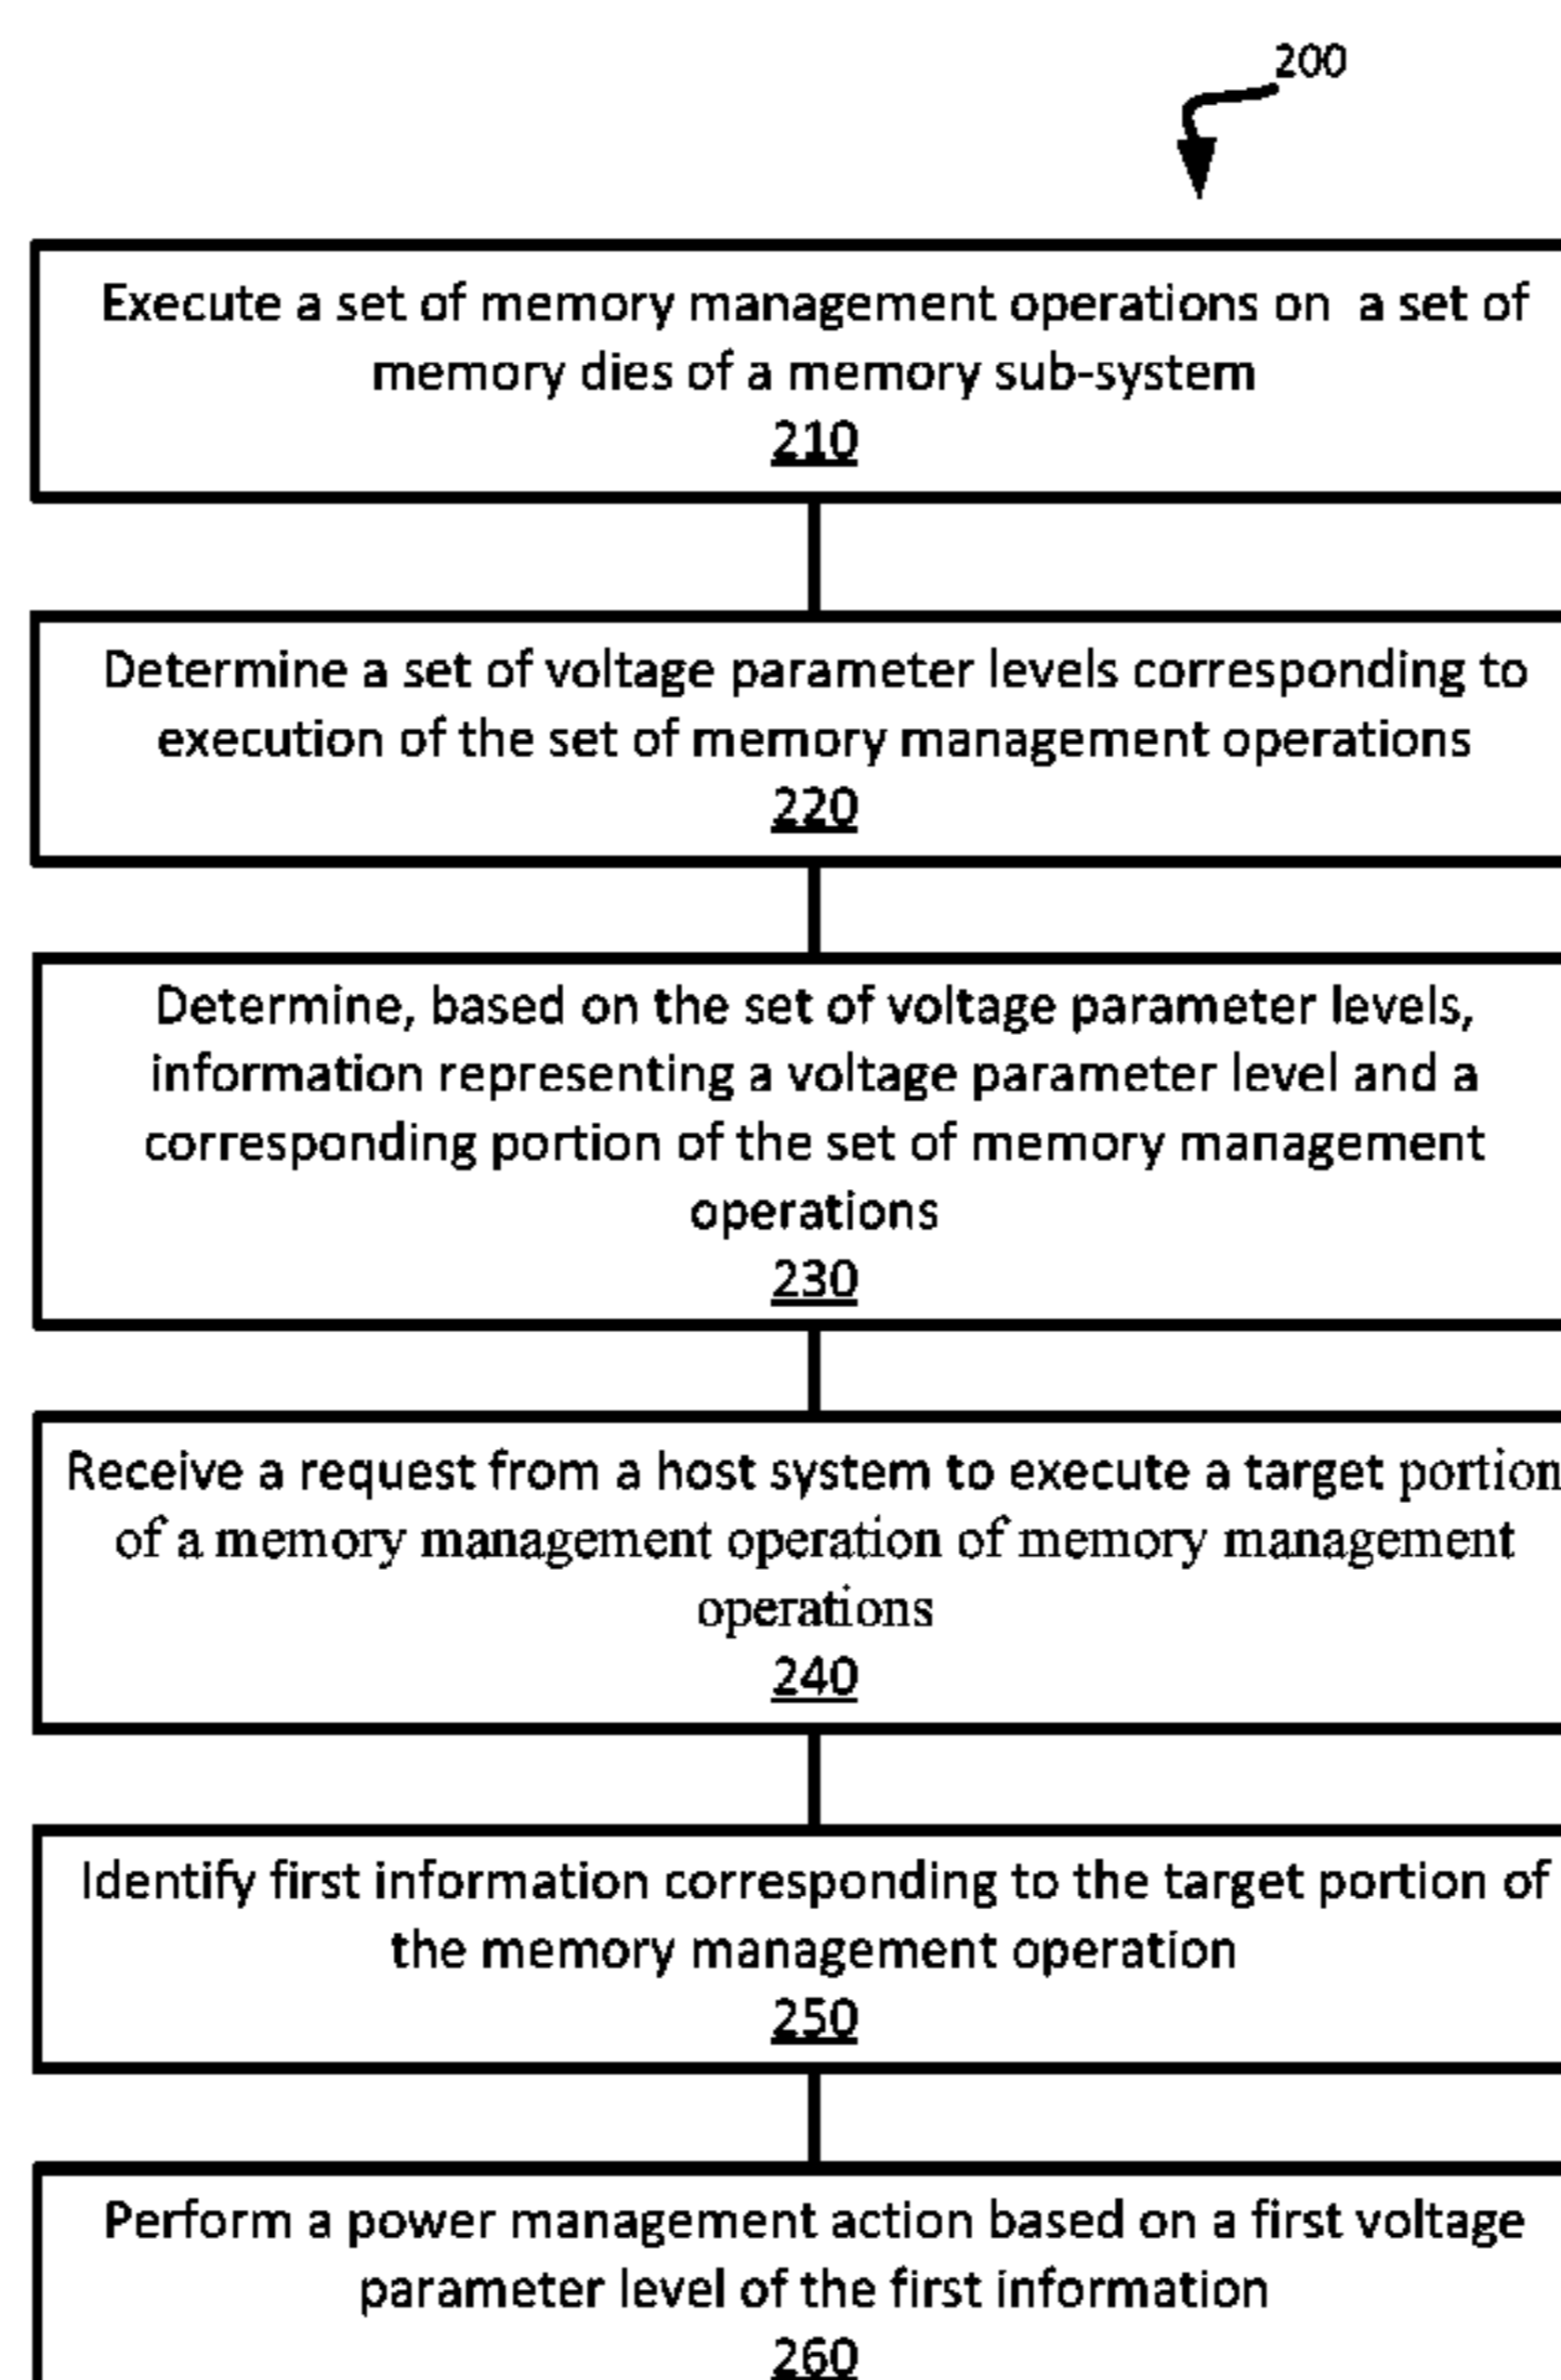 200
Execute a set of memory management operations on a set of
memory dies of a memory sub-system
210
Determine a set of voltage parameter levels corresponding to
execution of the set of memory management operations
220
Determine, based on the set of voltage parameter levels,
information representing a voltage parameter level and a
corresponding portion of the set of memory management
operations
230
Receive a request from a host system to execute a target portion
of a memory management operation of memory management
operations
240
Identify first information corresponding to the target portion of
the memory management operation
250
Perform a power management action based on a first voltage
parameter level of the first information
260